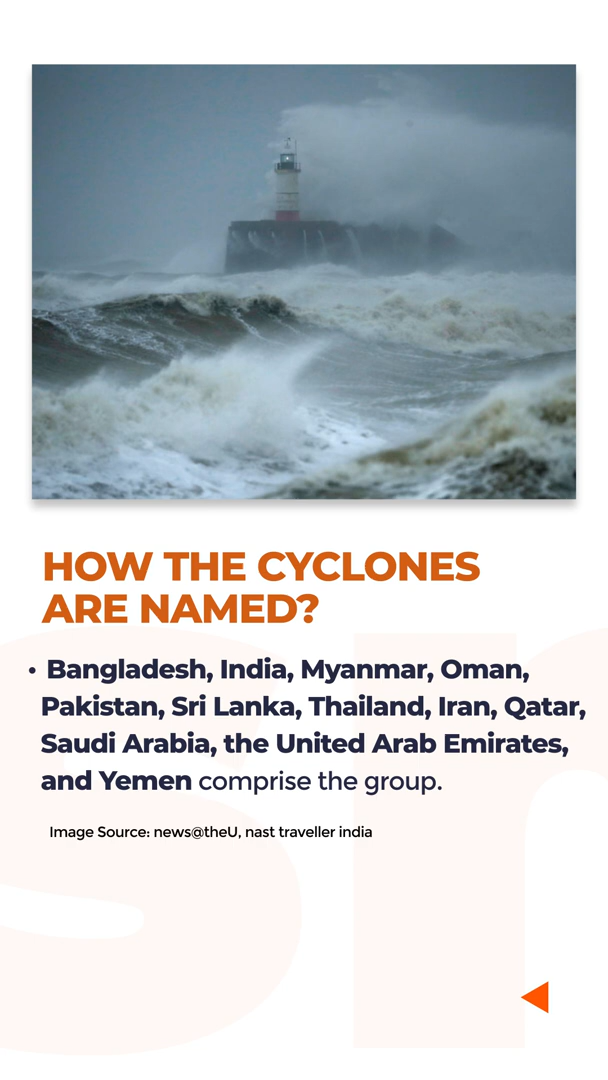 HOW THE CYCLONES
ARE NAMED?
• Bangladesh, India, Myanmar, Oman,
Pakistan, Sri Lanka, Thailand, Iran, Qatar,
Saudi Arabia, the United Arab Emirates,
and Yemen comprise the group.
Image Source: news@theU, nast traveller india